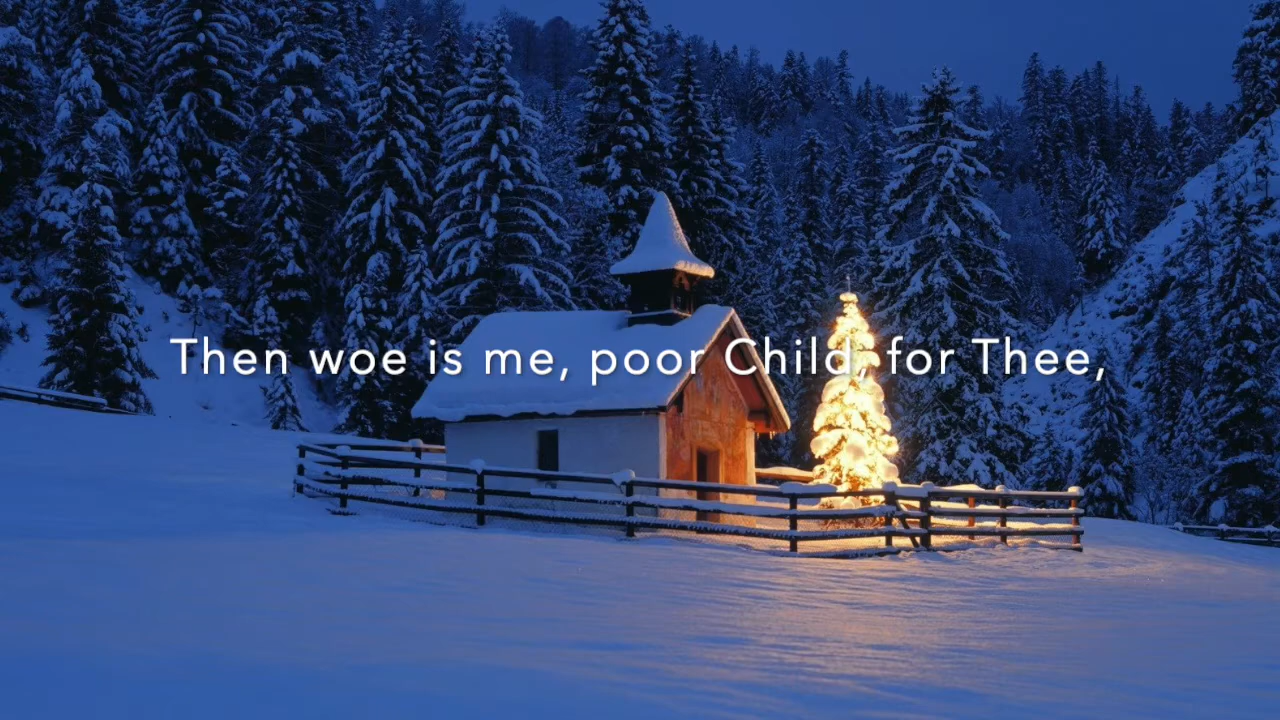 Then woe is me, poor Child, for Thee,